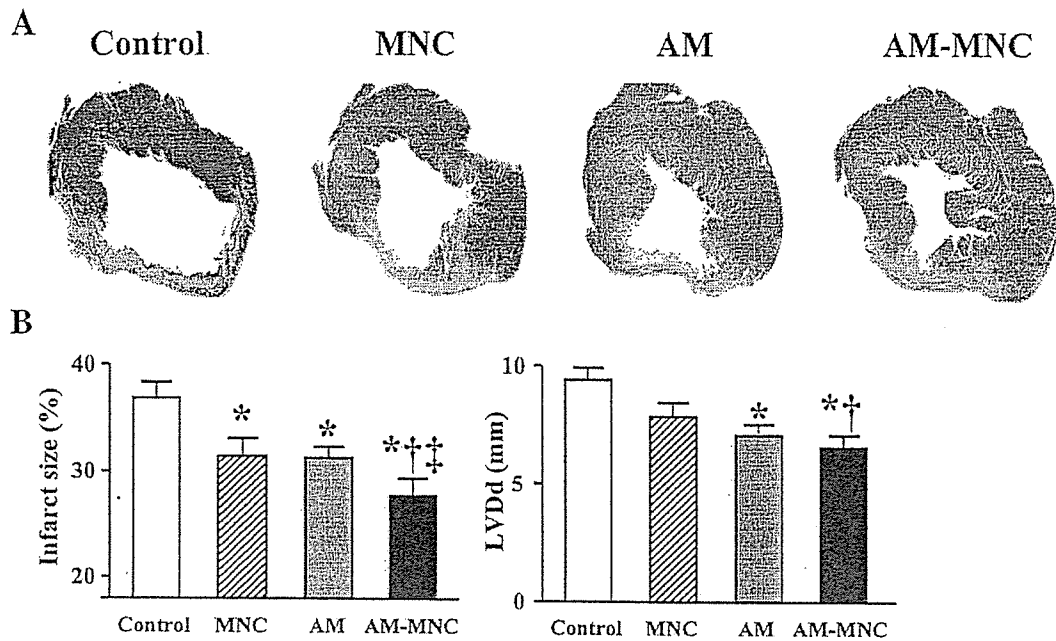 A
Control
MNC
AM
AM-MNC
B
Infarct size (%)
40
30
20
*
*
*†‡
Control MNC AM AM-MNC
LVDd (mm)
10
5
0
*
*†
Control MNC AM AM-MNC